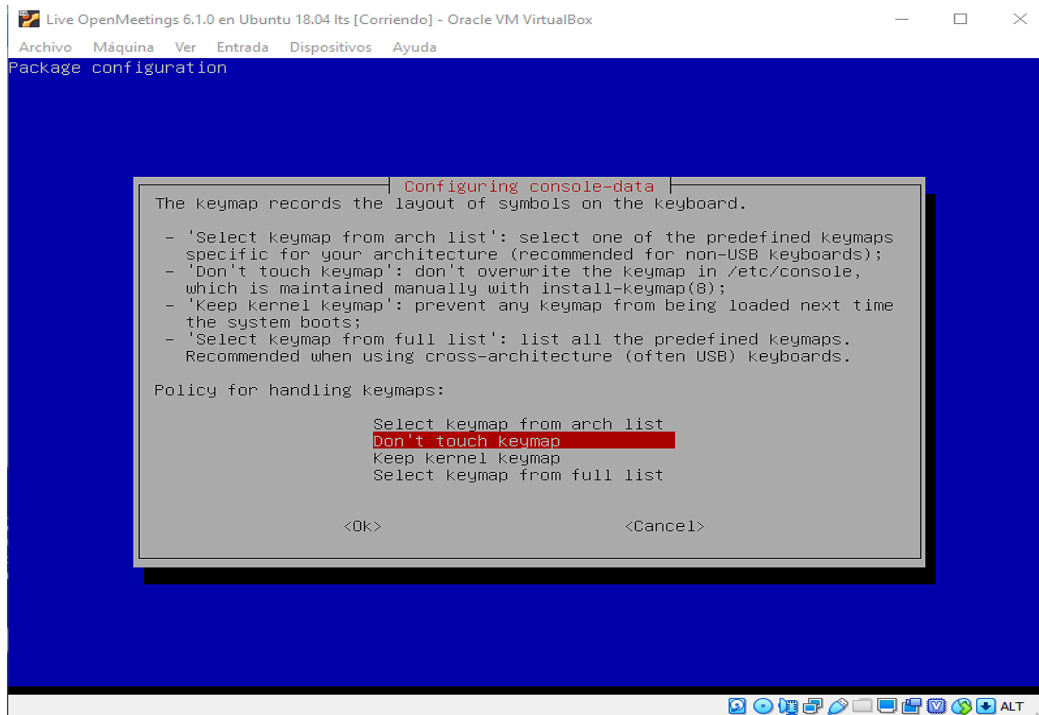 Live OpenMeetings 6.1.0 en Ubuntu 18.04 lts [Corriendo] - Oracle VM VirtualBox
Archivo Máquina Ver Entrada Dispositivos Ayuda
Package configuration
Configuring console-data
The keymap records the layout of symbols on the keyboard.
- 'Select keymap from arch list': select one of the predefined keymaps
specific for your architecture (recommended for non-USB keyboards);
- 'Don't touch keymap': don't overwrite the keymap in /etc/console,
which is maintained manually with install-keymap(8);
- 'Keep kernel keymap': prevent any keymap from being loaded next time
the system boots;
- 'Select keymap from full list': list all the predefined keymaps.
Recommended when using cross-architecture (often USB) keyboards.
Policy for handling keymaps:
Select keymap from arch list
Don't touch keymap
Keep kernel keymap
Select keymap from full list
<Ok> <Cancel>
ALT